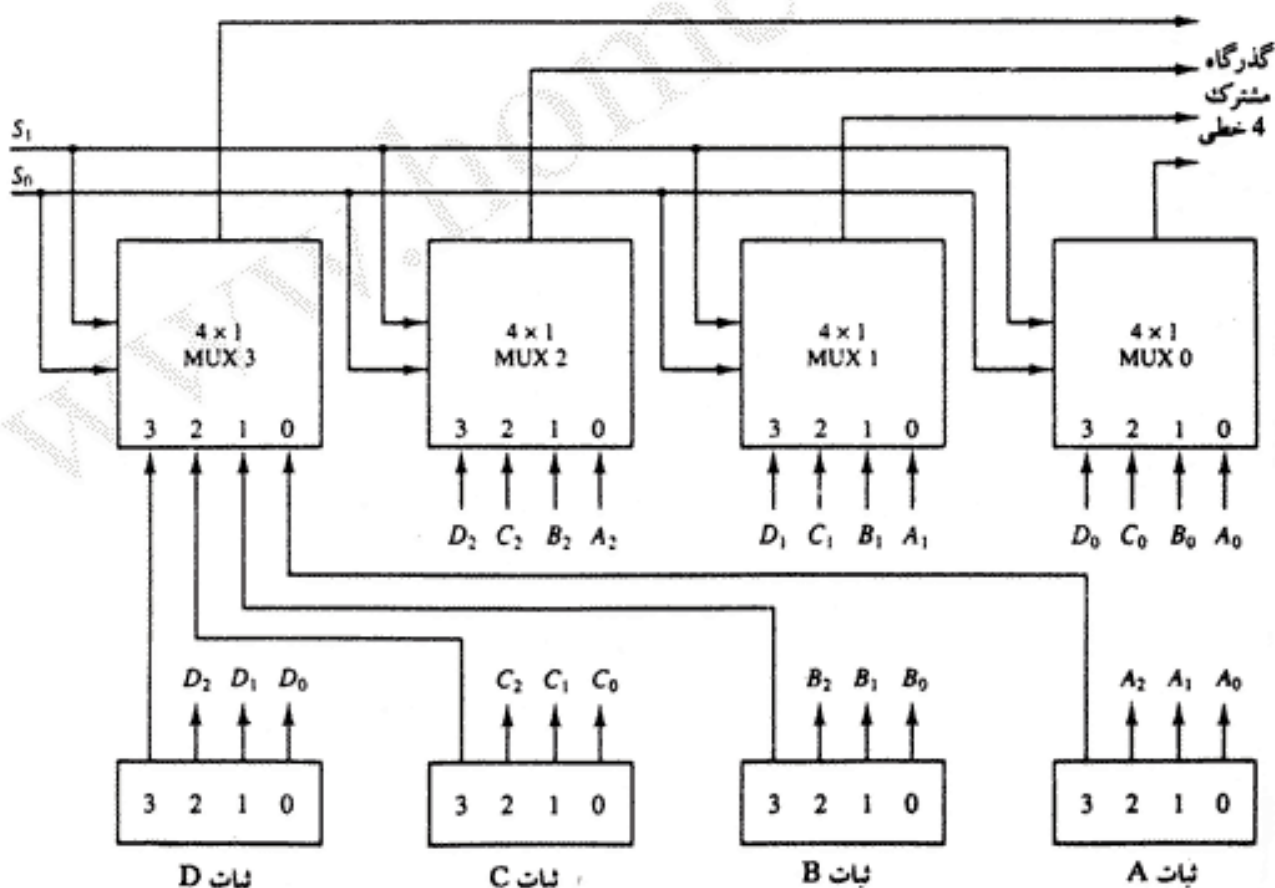 گذرگاه
مشترک
4 خطی
S₁
S₀
4 × 1
MUX 3
3 2 1 0
4 × 1
MUX 2
3 2 1 0
4 × 1
MUX 1
3 2 1 0
4 × 1
MUX 0
3 2 1 0
D₂ C₂ B₂ A₂
D₁ C₁ B₁ A₁
D₀ C₀ B₀ A₀
D₂ D₁ D₀
C₂ C₁ C₀
B₂ B₁ B₀
A₂ A₁ A₀
3 2 1 0
3 2 1 0
3 2 1 0
3 2 1 0
ثبات D
ثبات C
ثبات B
ثبات A
www.hom